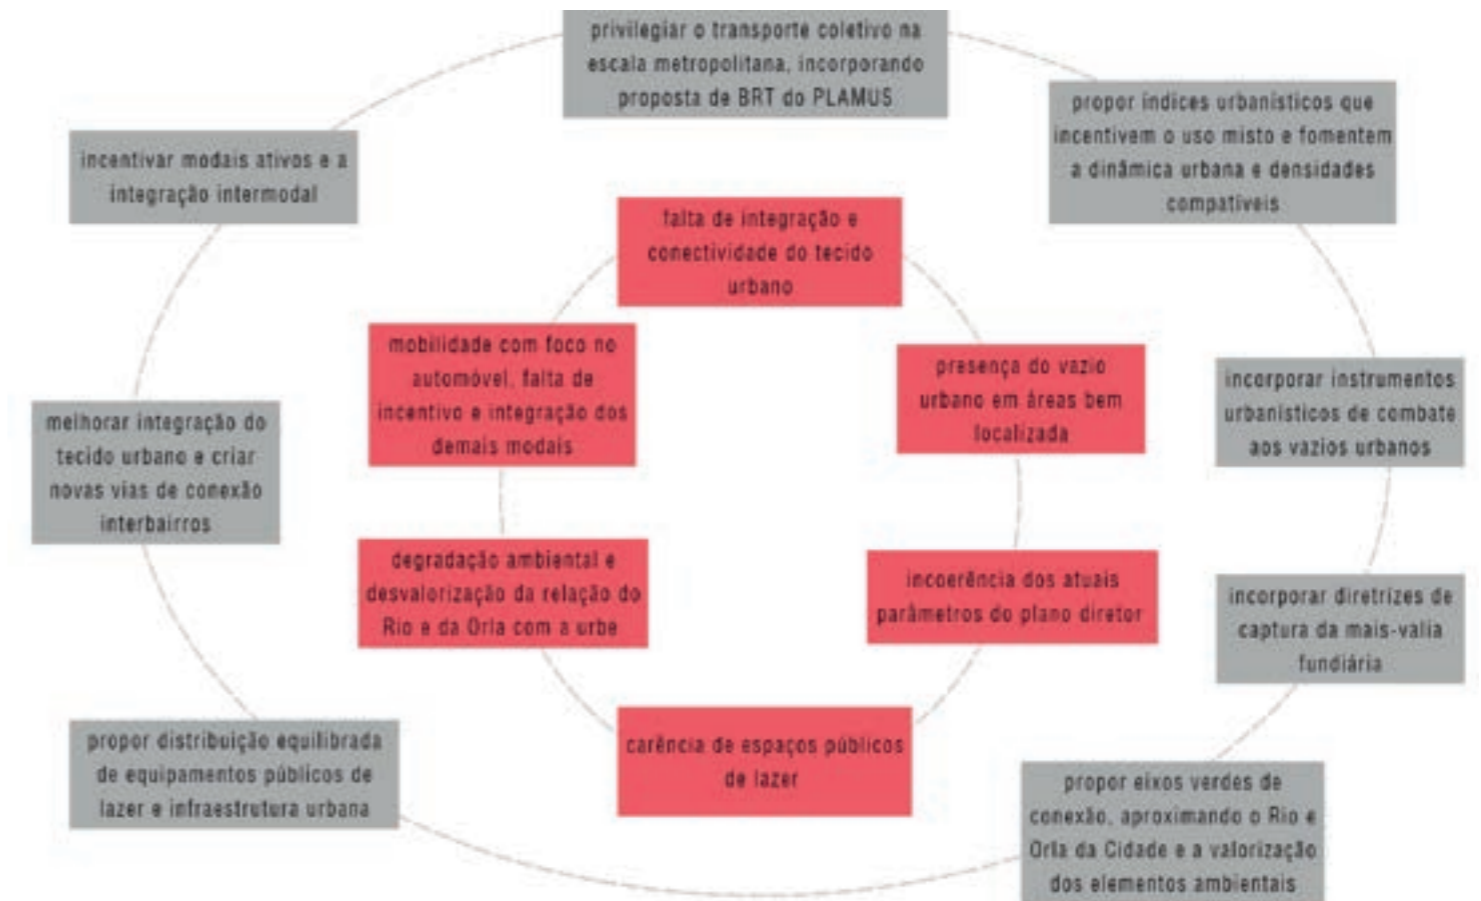 privilegiar o transporte coletivo na
escala metropolitana, incorporando
proposta de BRT do PLAMUS
propor índices urbanísticos que
incentivem o uso misto e fomentem
a dinâmica urbana e densidades
compatíveis
incentivar modais ativos e a
integração intermodal
falta de integração e
conectividade do tecido
urbano
mobilidade com foco no
automóvel, falta de
incentivo e integração dos
demais modais
presença do vazio
urbano em áreas bem
localizada
incorporar instrumentos
urbanísticos de combate
aos vazios urbanos
melhorar integração do
tecido urbano e criar
novas vias de conexão
interbairros
degradação ambiental e
desvalorização da relação do
Rio e da Orla com a urbe
incoerência dos atuais
parâmetros do plano diretor
incorporar diretrizes de
captura da mais-valia
fundiária
propor distribuição equilibrada
de equipamentos públicos de
lazer e infraestrutura urbana
carência de espaços públicos
de lazer
propor eixos verdes de
conexão, aproximando o Rio e
Orla da Cidade e a valorização
dos elementos ambientais